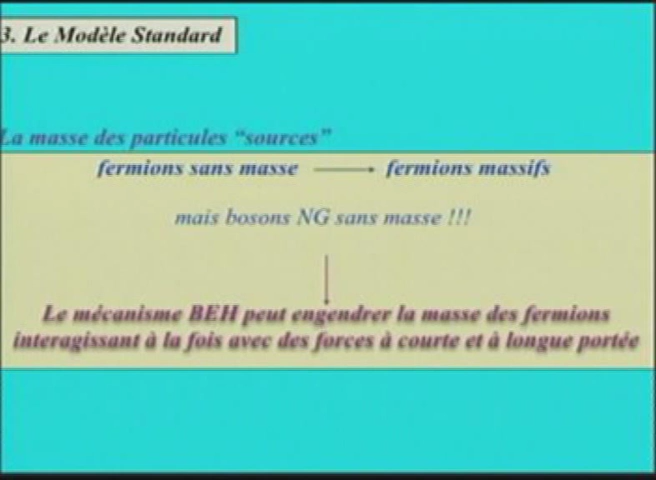 3. Le Modèle Standard
La masse des particules “sources”
fermions sans masse fermions massifs
mais bosons NG sans masse !!!
Le mécanisme BEH peut engendrer la masse des fermions
interagissant à la fois avec des forces à courte et à longue portée